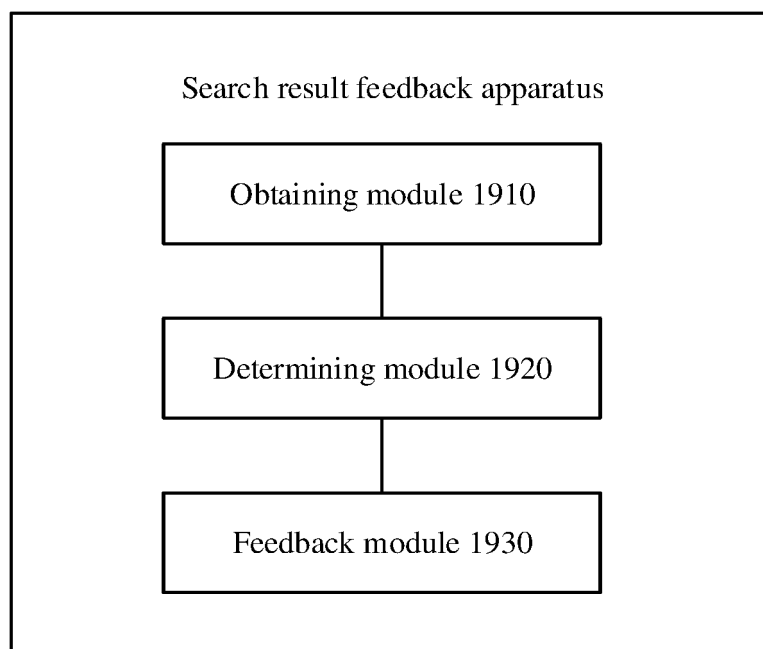 Search result feedback apparatus
Obtaining module 1910
Determining module 1920
Feedback module 1930